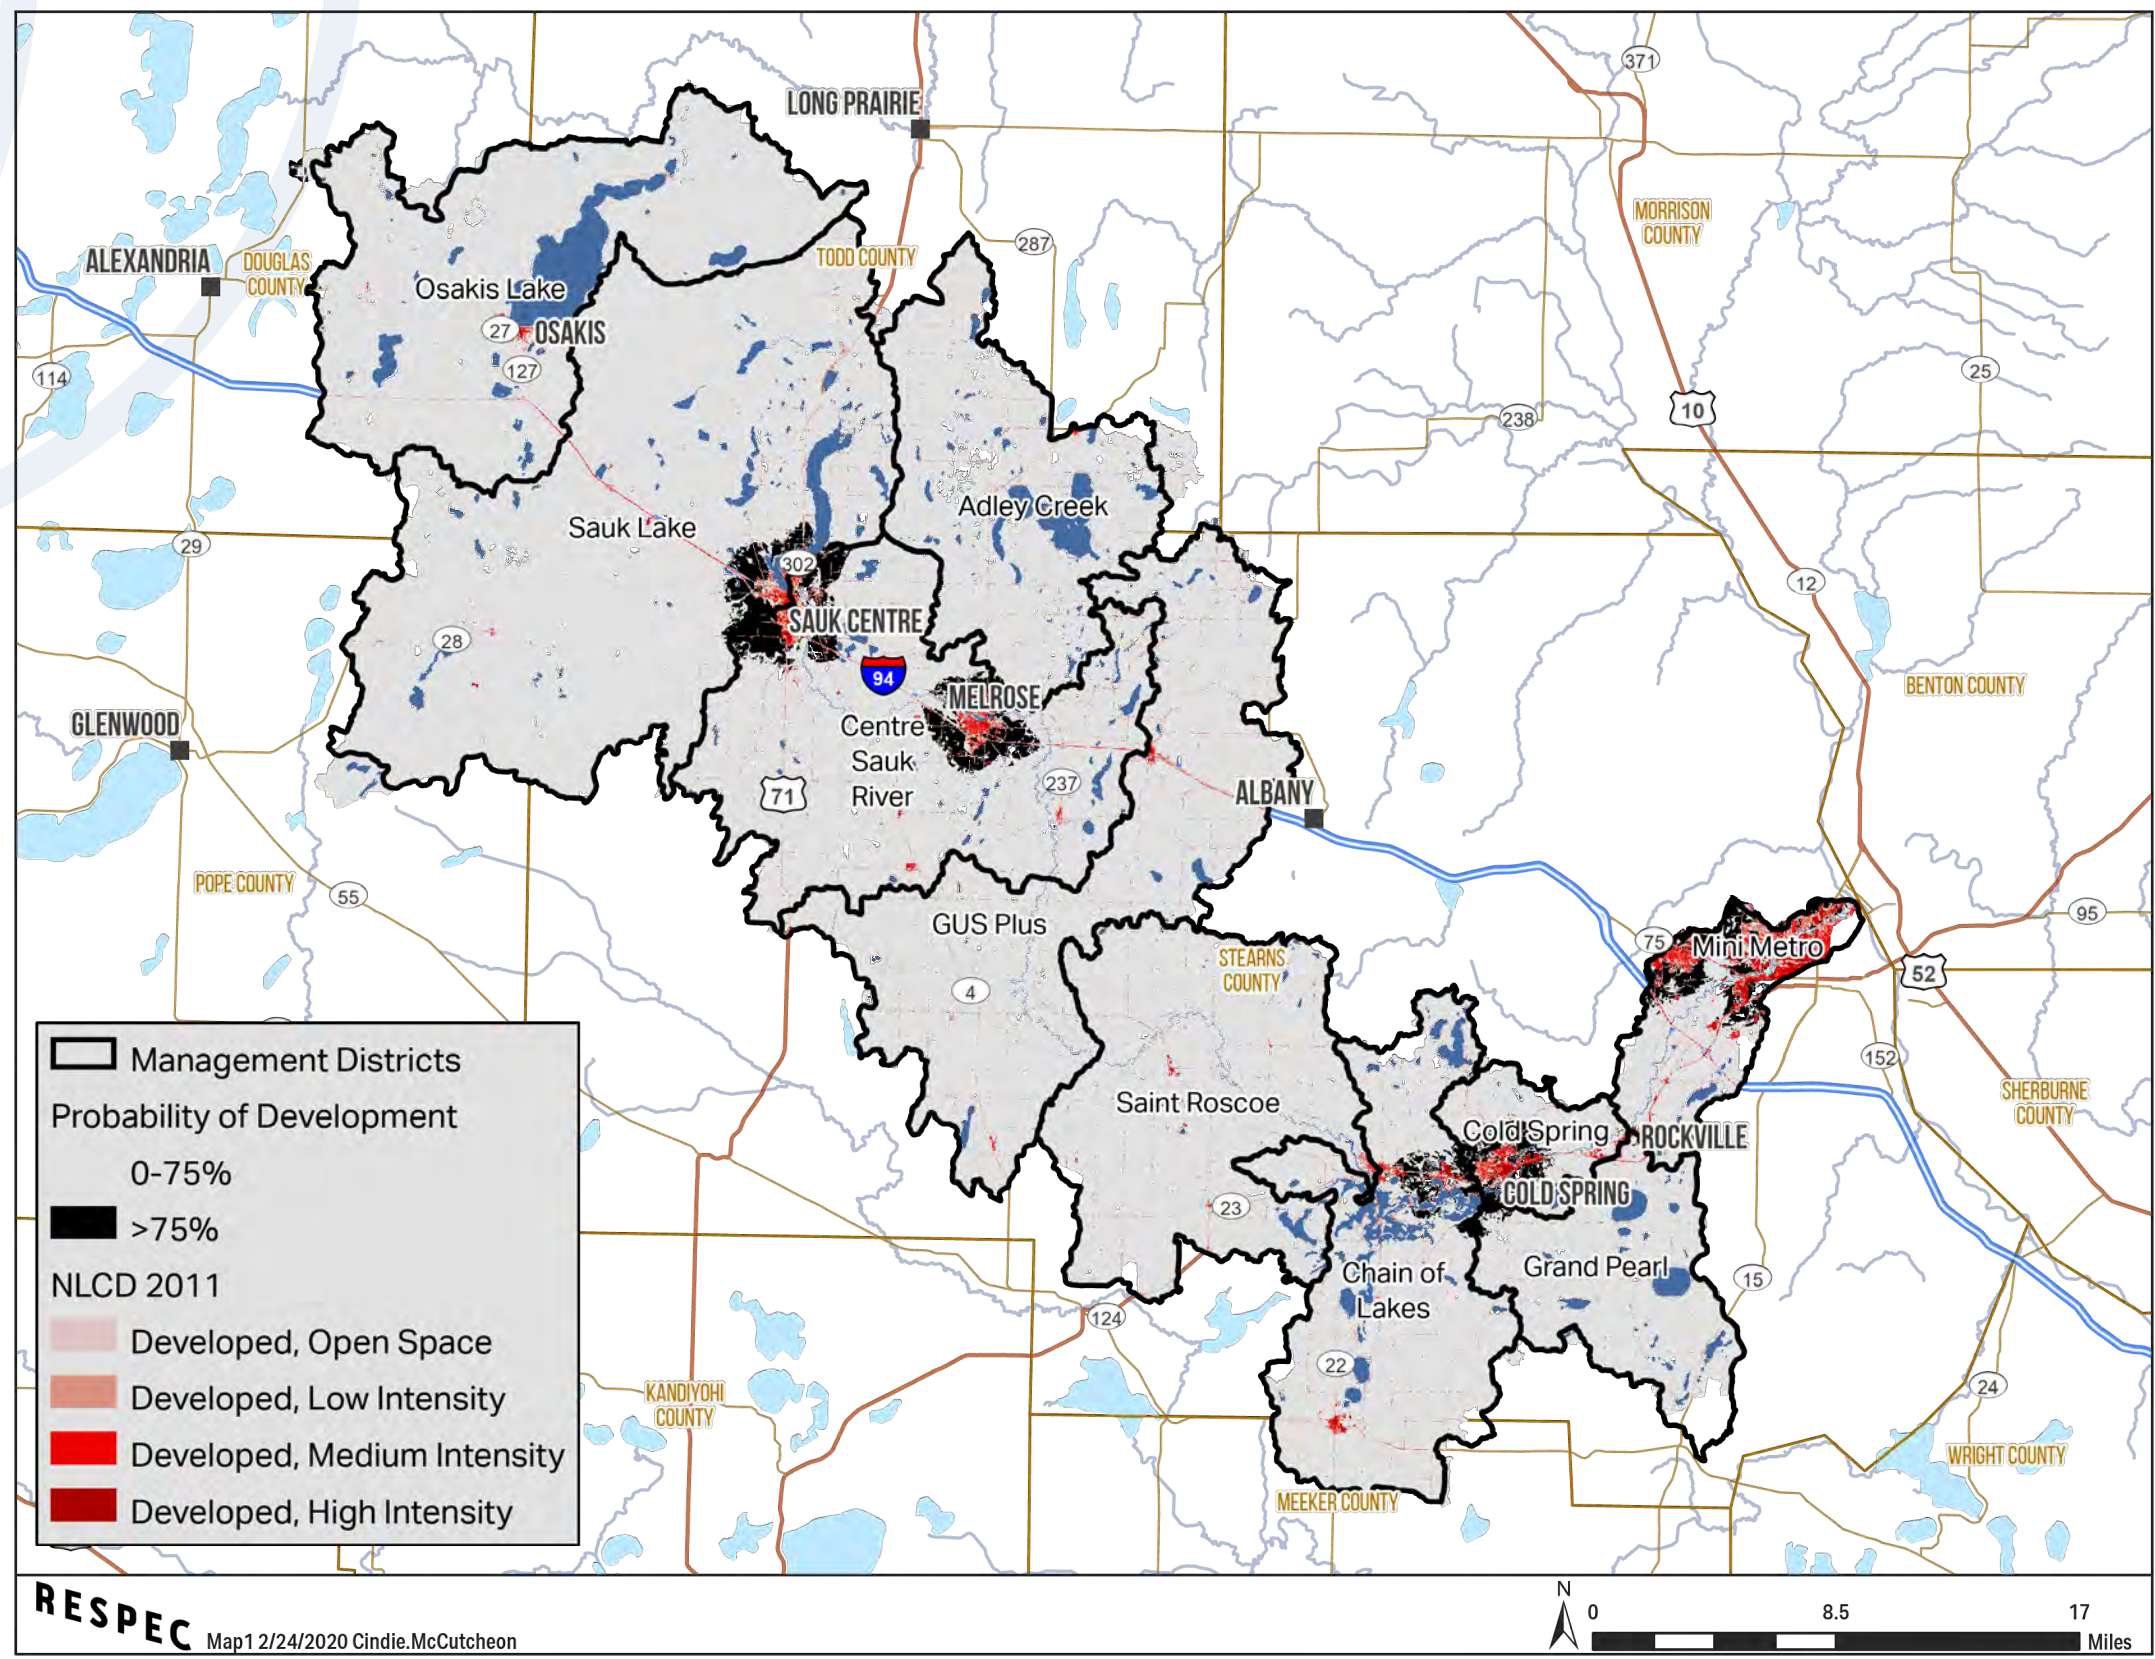 371
LONG PRAIRIE
MORRISON
COUNTY
287
TODD COUNTY
ALEXANDRIA
DOUGLAS
COUNTY
Osakis Lake
27
OSAKIS
127
114
25
10
238
Adley Creek
Sauk Lake
29
302
12
SAUK CENTRE
28
94
BENTON COUNTY
MELROSE
GLENWOOD
Centre
Sauk
River
237
71
ALBANY
POPE COUNTY
55
GUS Plus
95
75
Mini Metro
STEARNS
COUNTY
52
4
152
SHERBURNE
COUNTY
Saint Roscoe
Cold Spring
ROCKVILLE
COLD SPRING
23
Chain of
Lakes
Grand Pearl
15
124
22
24
KANDIYOHI
COUNTY
WRIGHT COUNTY
MEEKER COUNTY
Management Districts
Probability of Development
0-75%
>75%
NLCD 2011
Developed, Open Space
Developed, Low Intensity
Developed, Medium Intensity
Developed, High Intensity
RESPEC
Map1 2/24/2020 Cindie.McCutcheon
N
0 8.5 17
Miles